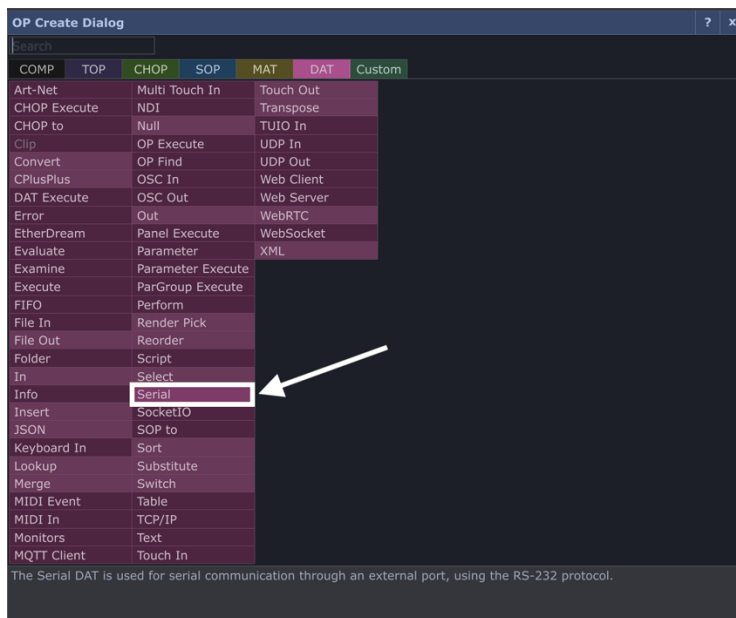 OP Create Dialog ? x
Search
COMP TOP CHOP SOP MAT DAT Custom
Art-Net Multi Touch In Touch Out
CHOP Execute NDI Transpose
CHOP to Null TUIO In
Clip OP Execute UDP In
Convert OP Find UDP Out
CPlusPlus OSC In Web Client
DAT Execute OSC Out Web Server
Error Out WebRTC
EtherDream Panel Execute WebSocket
Evaluate Parameter XML
Examine Parameter Execute
Execute ParGroup Execute
FIFO Perform
File In Render Pick
File Out Reorder
Folder Script
In Select
Info Serial
Insert SocketIO
JSON SOP to
Keyboard In Sort
Lookup Substitute
Merge Switch
MIDI Event Table
MIDI In TCP/IP
Monitors Text
MQTT Client Touch In
The Serial DAT is used for serial communication through an external port, using the RS-232 protocol.